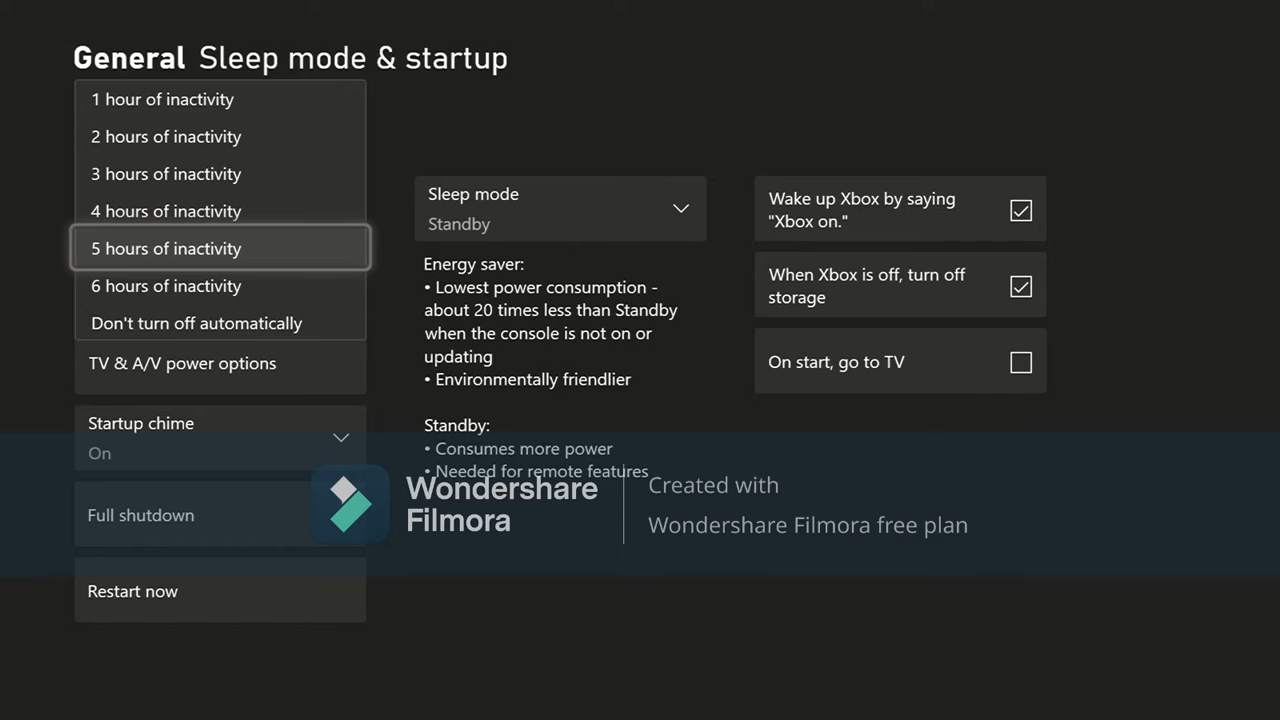 General Sleep mode & startup
1 hour of inactivity
2 hours of inactivity
3 hours of inactivity
4 hours of inactivity
5 hours of inactivity
6 hours of inactivity
Don't turn off automatically
TV & A/V power options
Startup chime
On
Full shutdown
Restart now
Sleep mode
Standby
Energy saver:
• Lowest power consumption -
about 20 times less than Standby
when the console is not on or
updating
• Environmentally friendlier
Standby:
• Consumes more power
• Needed for remote features
Wake up Xbox by saying
"Xbox on."
When Xbox is off, turn off
storage
On start, go to TV
Wondershare
Filmora
Created with
Wondershare Filmora free plan